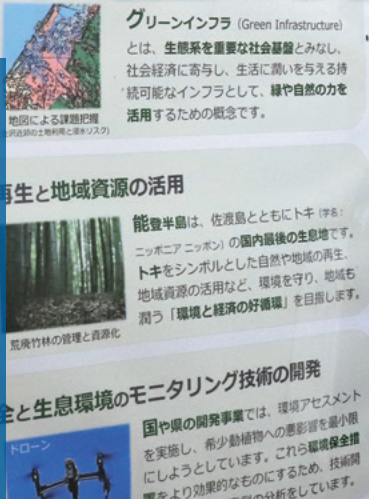 グリーンインフラ (Green Infrastructure)
とは、生態系を重要な社会基盤とみなし、
社会経済に寄与し、生活に潤いを与える持
続可能なインフラとして、緑や自然の力を
活用するための概念です。
地図による課題把握
の土地利用と浸水リスク)
再生と地域資源の活用
能登半島は、佐渡島とともにトキ (学名:
ニッポニア ニッポン) の国内最後の生息地です。
トキをシンボルとした自然や地域の再生、
地域資源の活用など、環境を守り、地域も
潤う「環境と経済の好循環」を目指します。
荒廃竹林の管理と資源化
全と生息環境のモニタリング技術の開発
ドローン
国や県の開発事業では、環境アセスメント
を実施し、希少動植物への悪影響を最小限
にしようとしています。これら環境保全措
置をより効果的なものにするため、技術開
の分析をしています。